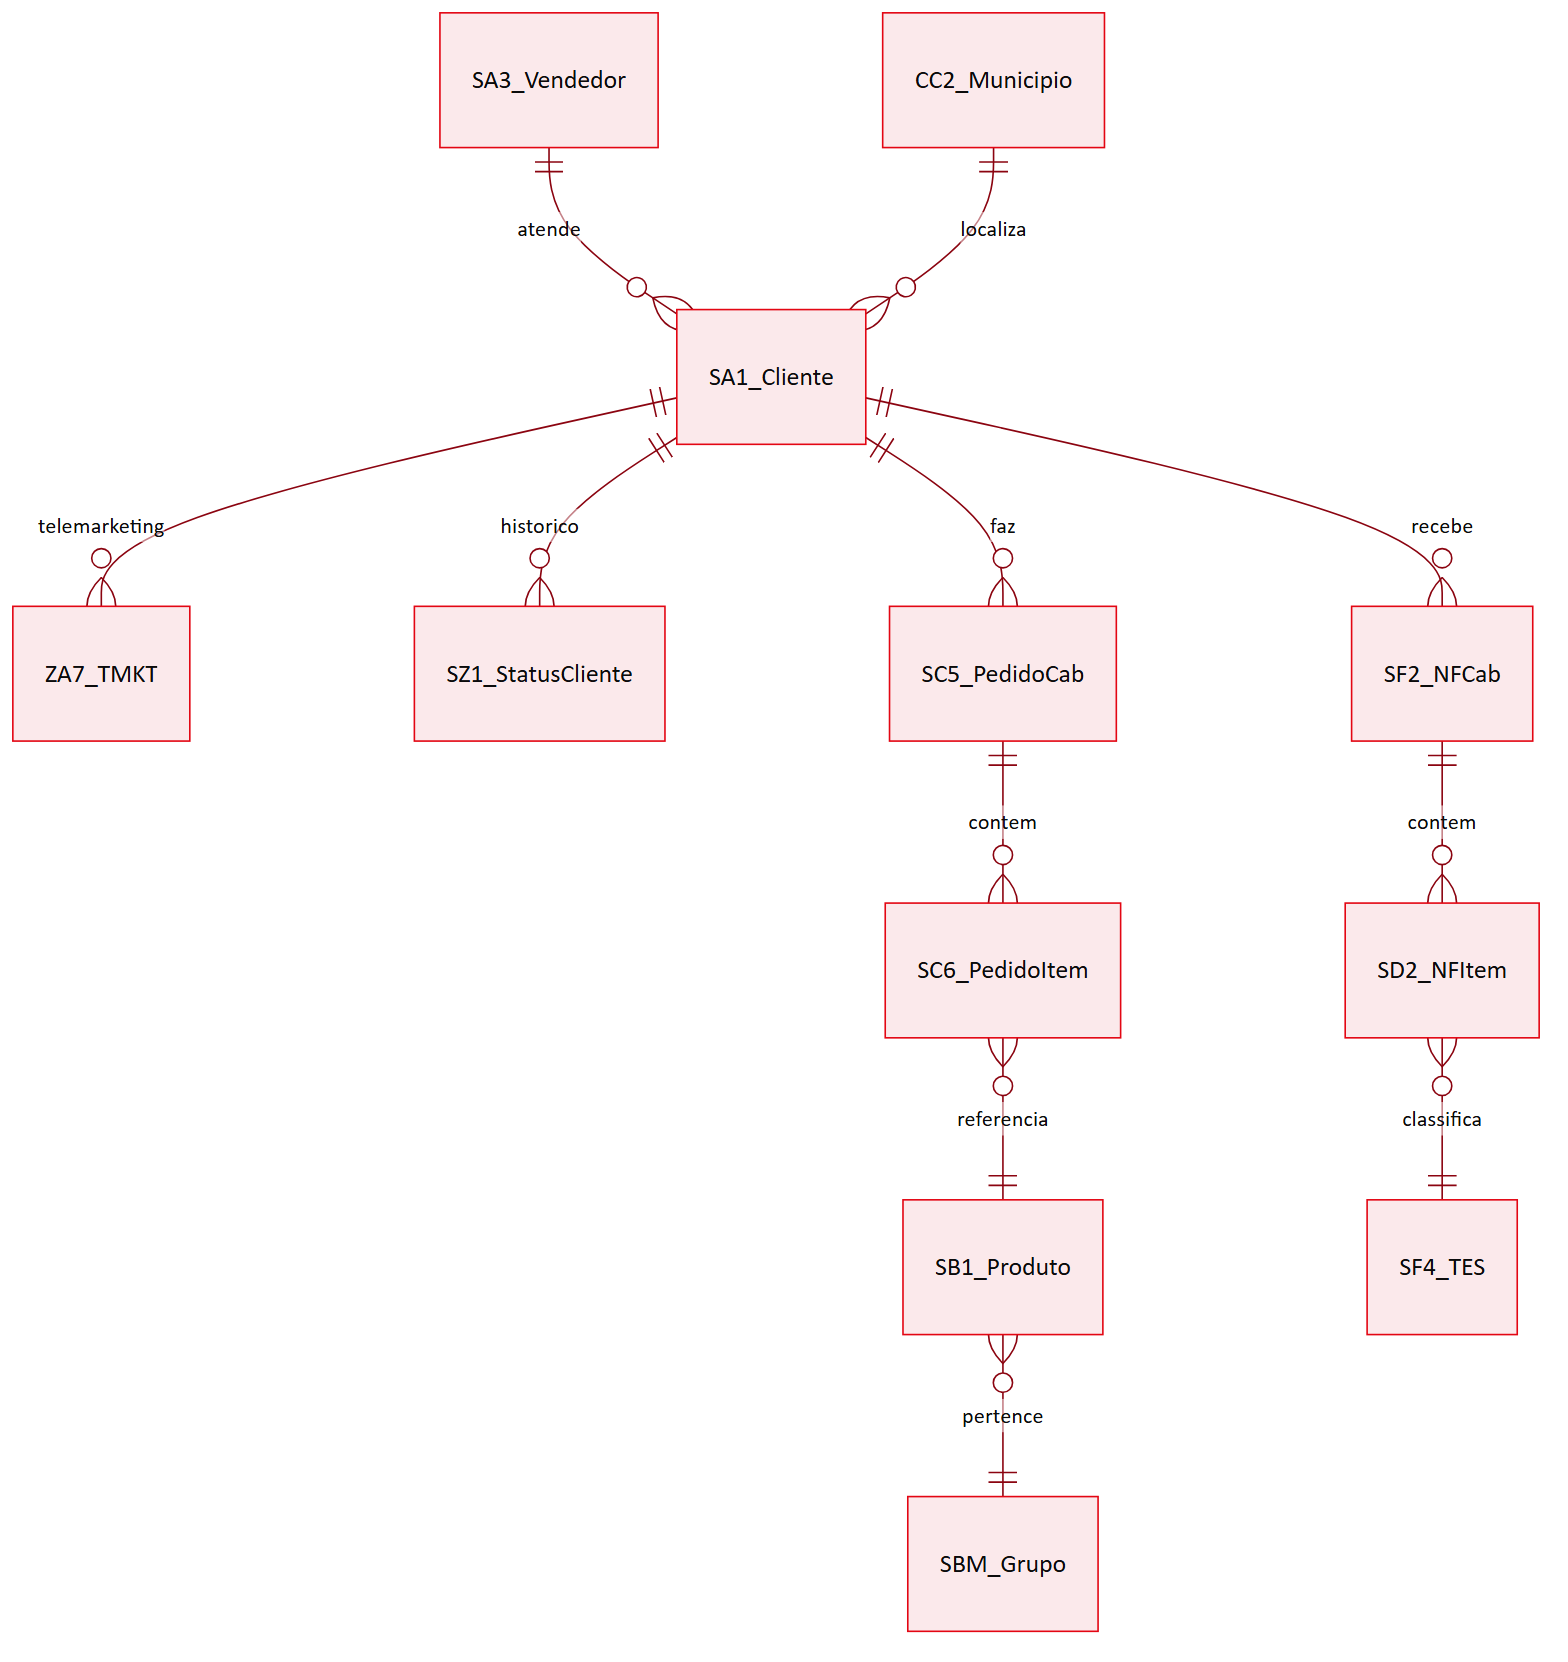 SA3_Vendedor
CC2_Municipio
atende
localiza
SA1_Cliente
telemarketing
historico
faz
recebe
ZA7_TMKT
SZ1_StatusCliente
SC5_PedidoCab
SF2_NFCab
contem
contem
SC6_PedidoItem
SD2_NFItem
referencia
classifica
SB1_Produto
SF4_TES
pertence
SBM_Grupo